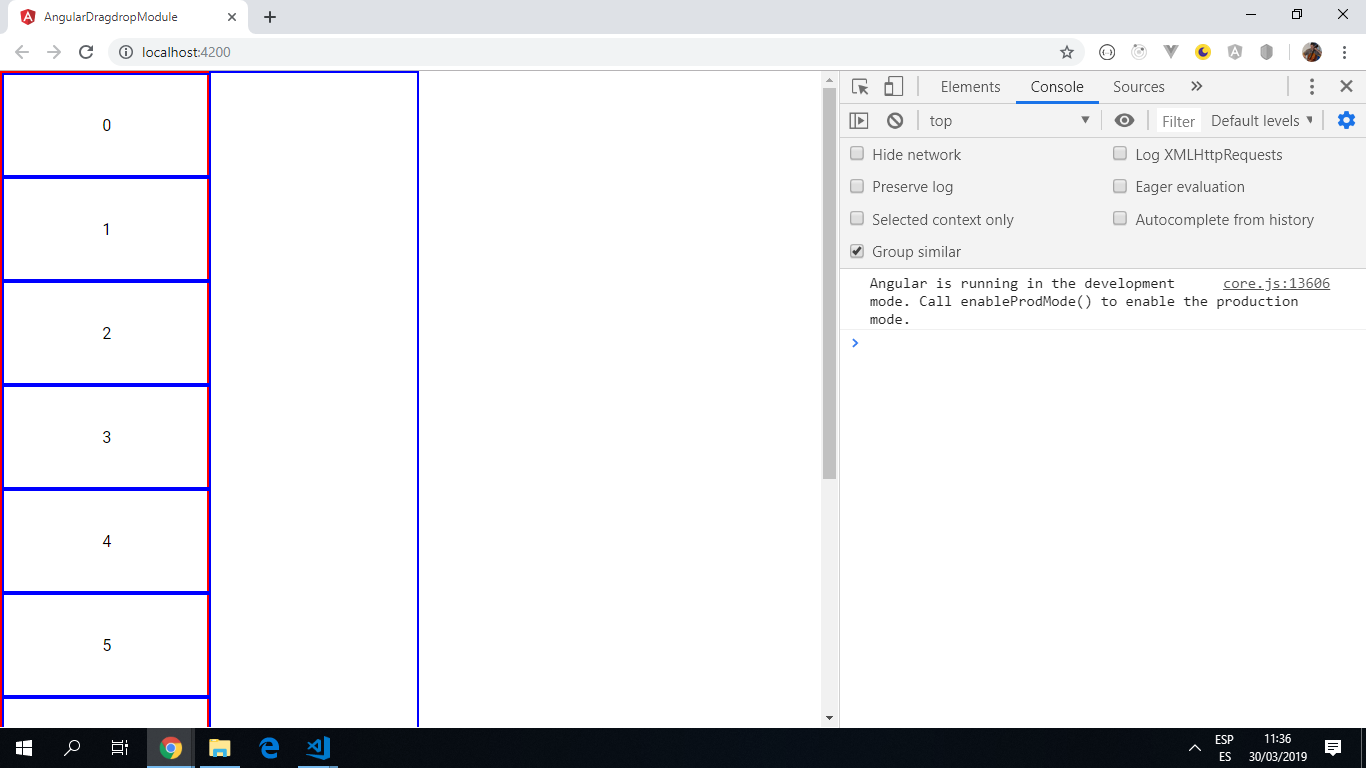 AngularDragdropModule
localhost:4200
0
1
2
3
4
5
Elements Console Sources
top Filter Default levels
Hide network Log XMLHttpRequests
Preserve log Eager evaluation
Selected context only Autocomplete from history
Group similar
Angular is running in the development core.js:13606
mode. Call enableProdMode() to enable the production
mode.
ESP 11:36
ES 30/03/2019